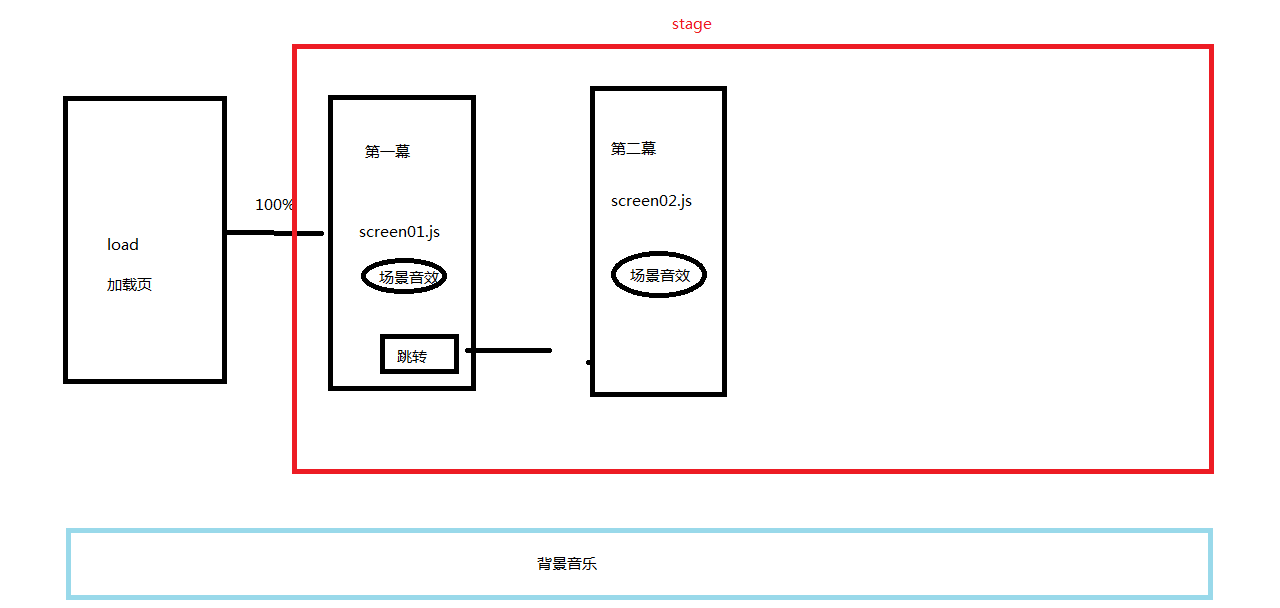 stage
load
加载页
100%
第一幕
screen01.js
场景音效
跳转
第二幕
screen02.js
场景音效
背景音乐